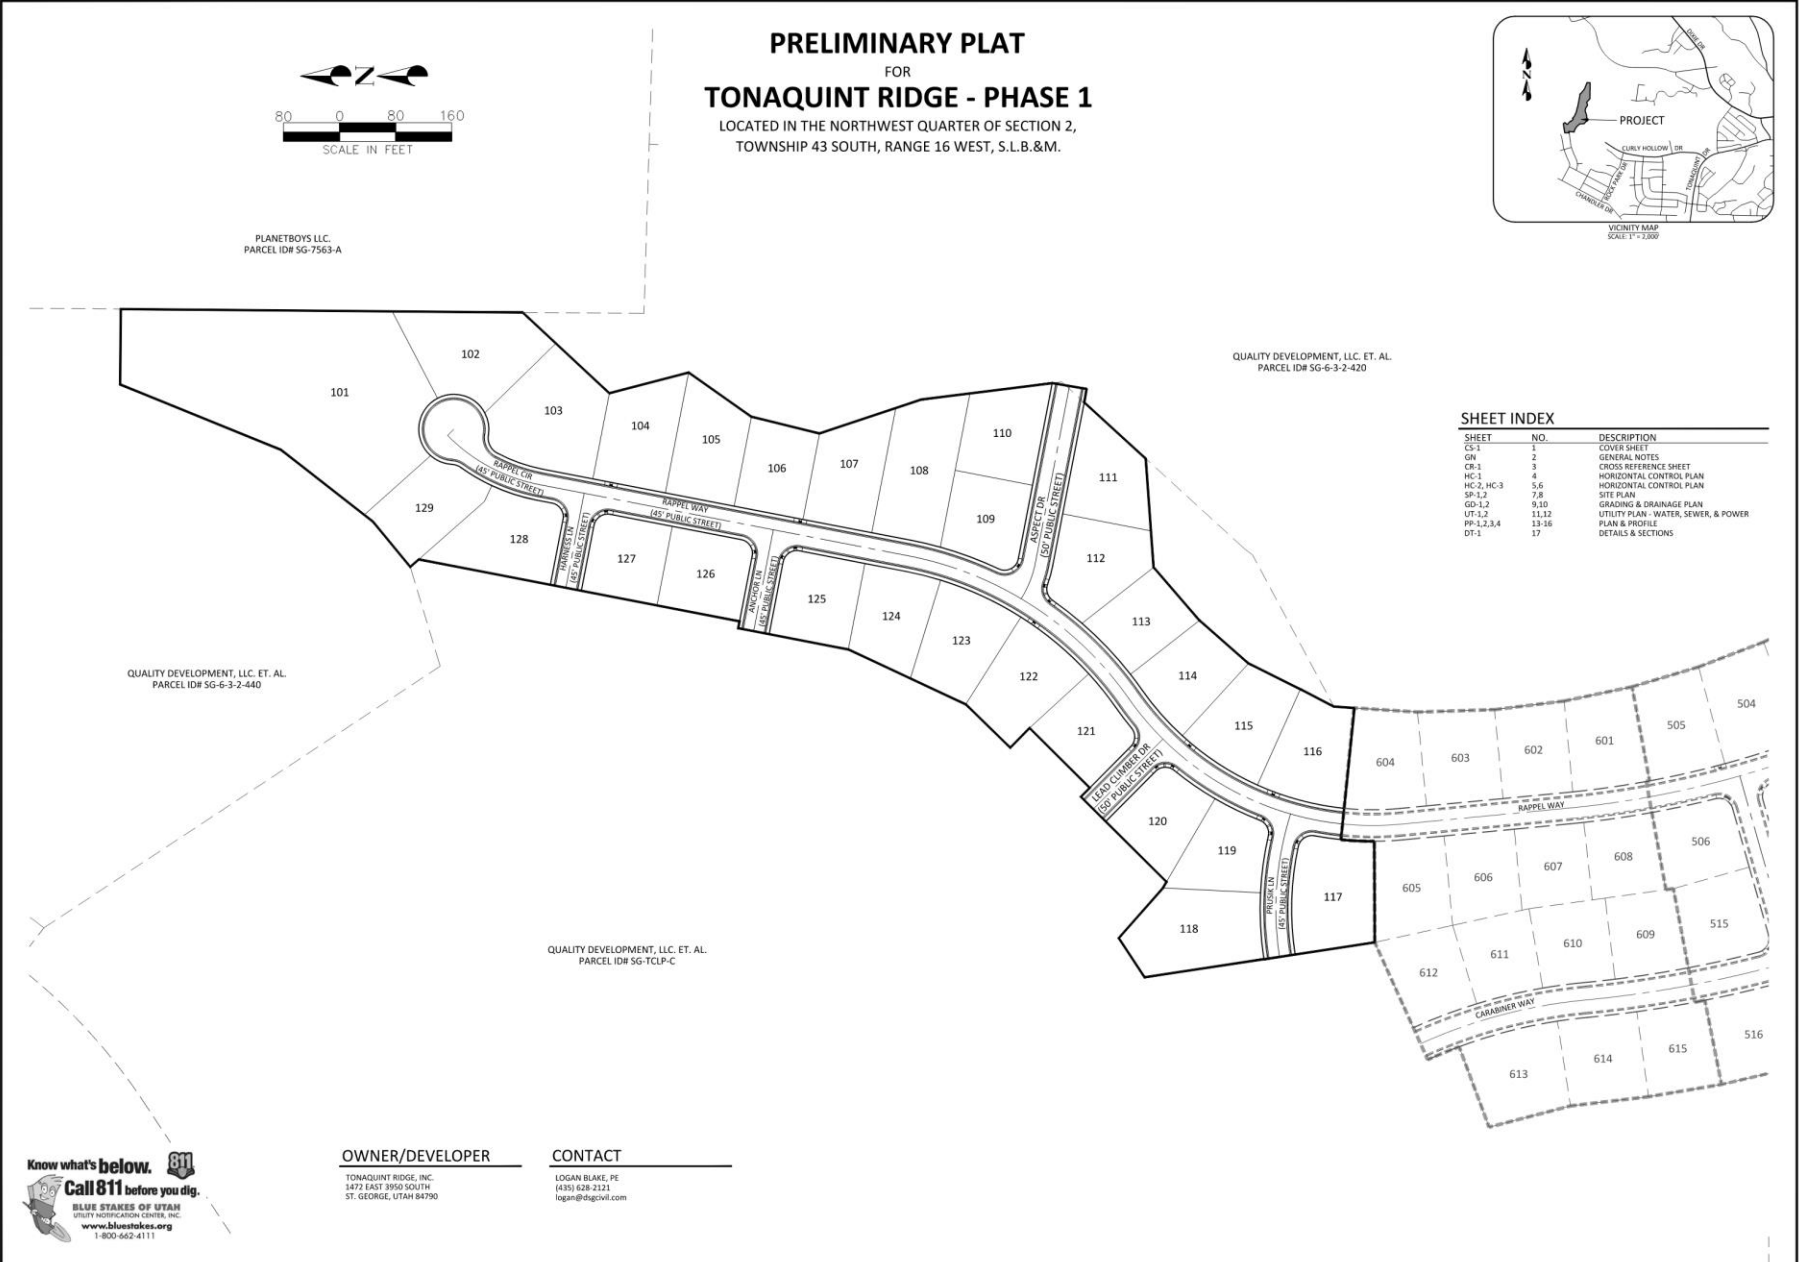 PRELIMINARY PLAT
FOR
TONAQUINT RIDGE - PHASE 1
LOCATED IN THE NORTHWEST QUARTER OF SECTION 2,
TOWNSHIP 43 SOUTH, RANGE 16 WEST, S.L.B.&M.
N
80 0 80 160
SCALE IN FEET
N
DIXIE DR
PROJECT
CURLY HOLLOW DR
ROCK PARK DR
TONAQUINT DR
CHANDLER DR
VICINITY MAP
SCALE: 1" = 2,000'
PLANETBOYS LLC.
PARCEL ID# SG-7563-A
QUALITY DEVELOPMENT, LLC. ET. AL.
PARCEL ID# SG-6-3-2-420
SHEET INDEX
SHEET NO. DESCRIPTION
CS-1 1 COVER SHEET
GN 2 GENERAL NOTES
CR-1 3 CROSS REFERENCE SHEET
HC-1 4 HORIZONTAL CONTROL PLAN
HC-2, HC-3 5,6 HORIZONTAL CONTROL PLAN
SP-1,2 7,8 SITE PLAN
GD-1,2 9,10 GRADING & DRAINAGE PLAN
UT-1,2 11,12 UTILITY PLAN - WATER, SEWER, & POWER
PP-1,2,3,4 13-16 PLAN & PROFILE
DT-1 17 DETAILS & SECTIONS
101
102
103
104
105
106
107
108
109
110
111
112
113
114
115
116
117
118
119
120
121
122
123
124
125
126
127
128
129
RAPPEL CIR
(45' PUBLIC STREET)
RAPPEL WAY
(45' PUBLIC STREET)
HARNESS LN
(45' PUBLIC STREET)
ANCHOR LN
(45' PUBLIC STREET)
ASPECT DR
(50' PUBLIC STREET)
LEAD CLIMBER DR
(50' PUBLIC STREET)
PRUSIK LN
(45' PUBLIC STREET)
504
505
506
515
516
601
602
603
604
605
606
607
608
609
610
611
612
613
614
615
RAPPEL WAY
CARABINER WAY
QUALITY DEVELOPMENT, LLC. ET. AL.
PARCEL ID# SG-6-3-2-440
QUALITY DEVELOPMENT, LLC. ET. AL.
PARCEL ID# SG-TCLP-C
Know what's below.
811
Call 811 before you dig.
BLUE STAKES OF UTAH
UTILITY NOTIFICATION CENTER, INC.
www.bluestakes.org
1-800-662-4111
OWNER/DEVELOPER
TONAQUINT RIDGE, INC.
1472 EAST 3950 SOUTH
ST. GEORGE, UTAH 84790
CONTACT
LOGAN BLAKE, PE
(435) 628-2121
logan@dsgcivil.com